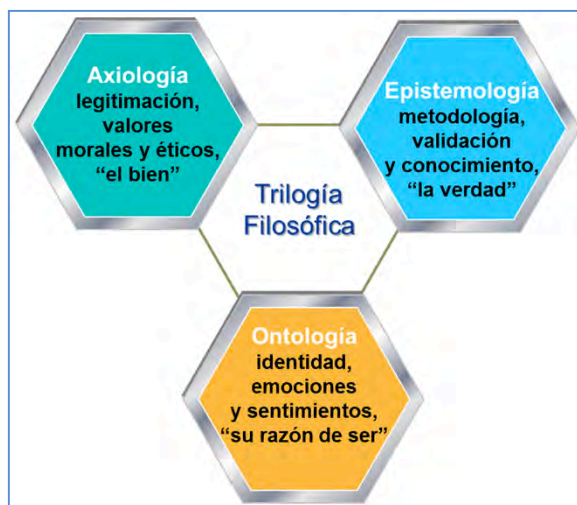 Axiología
legitimación,
valores
morales y éticos,
“el bien”
Epistemología
metodología,
validación
y conocimiento,
“la verdad”
Trilogía
Filosófica
Ontología
identidad,
emociones
y sentimientos,
“su razón de ser”